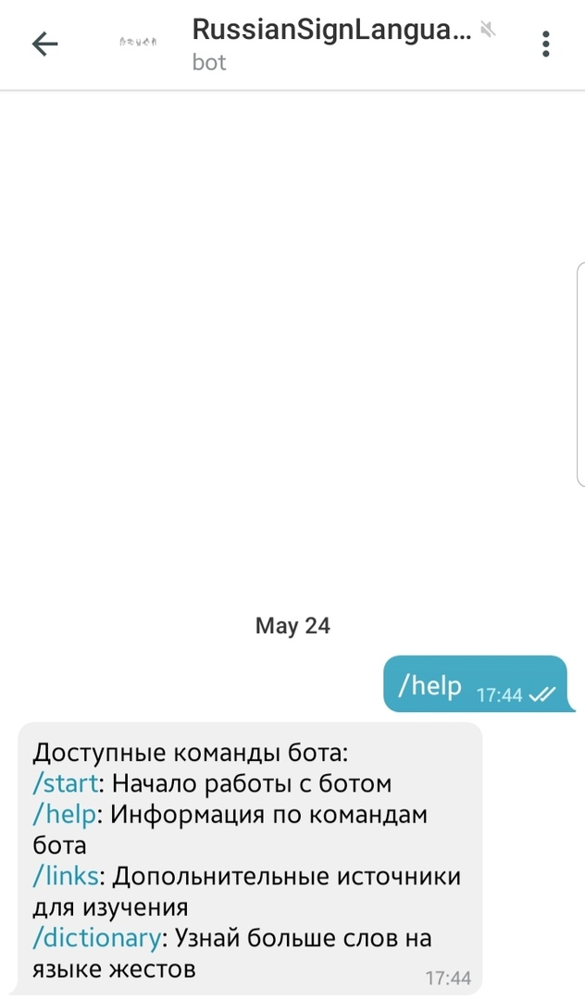 RussianSignLangua...
bot
May 24
/help 17:44
Доступные команды бота:
/start: Начало работы с ботом
/help: Информация по командам
бота
/links: Допольнительные источники
для изучения
/dictionary: Узнай больше слов на
языке жестов
17:44